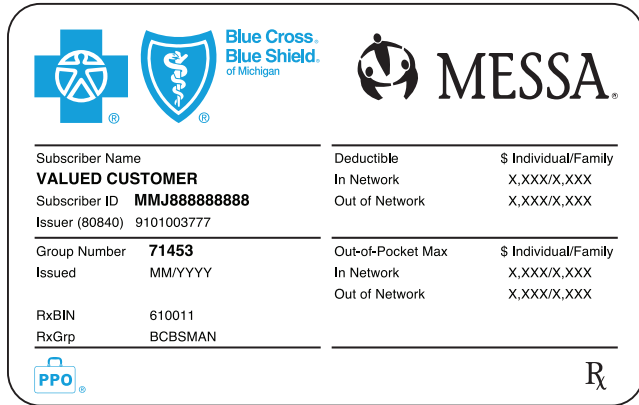 Blue Cross®
Blue Shield®
of Michigan
® ®
MESSA®
Subscriber Name
VALUED CUSTOMER
Subscriber ID MMJ888888888
Issuer (80840) 9101003777
Group Number 71453
Issued MM/YYYY
RxBIN 610011
RxGrp BCBSMAN
Deductible $ Individual/Family
In Network X,XXX/X,XXX
Out of Network X,XXX/X,XXX
Out-of-Pocket Max $ Individual/Family
In Network X,XXX/X,XXX
Out of Network X,XXX/X,XXX
PPO®
Rx